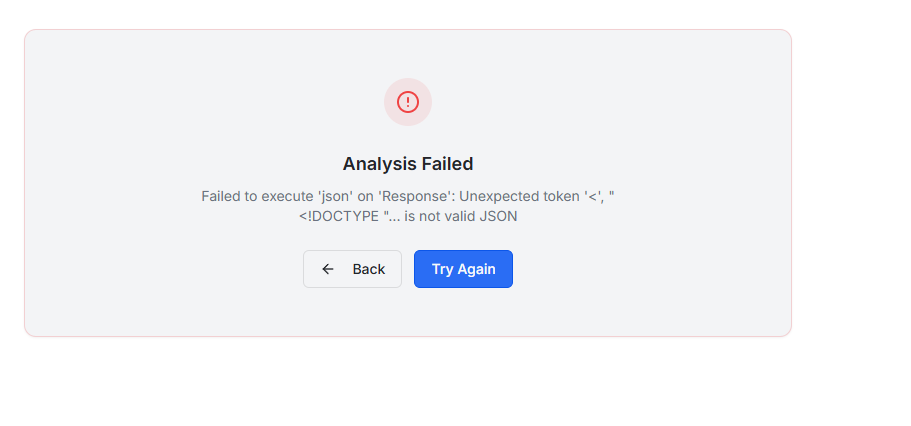 Analysis Failed
Failed to execute 'json' on 'Response': Unexpected token '<', "
<!DOCTYPE "... is not valid JSON
Back
Try Again